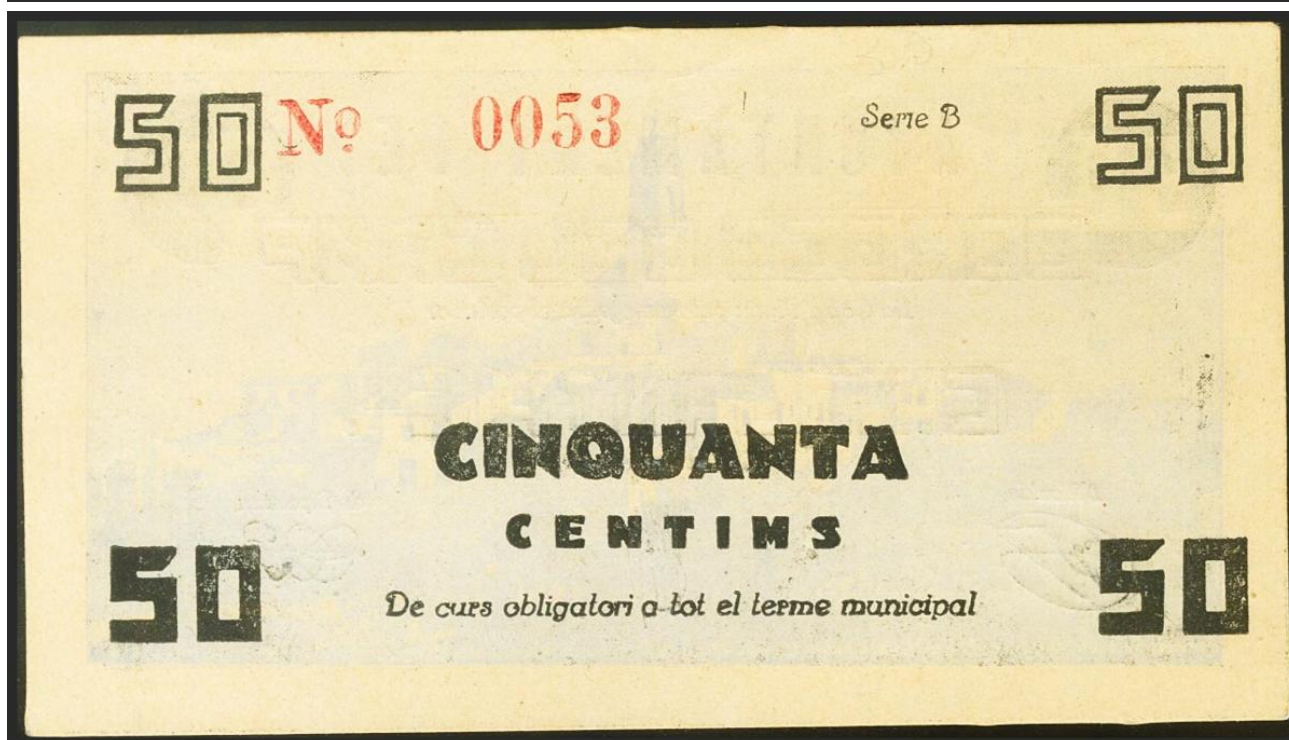 50 Nº 0053 Serie B 50
CINQUANTA
CENTIMS
50 De curs obligatori a tot el terme municipal 50